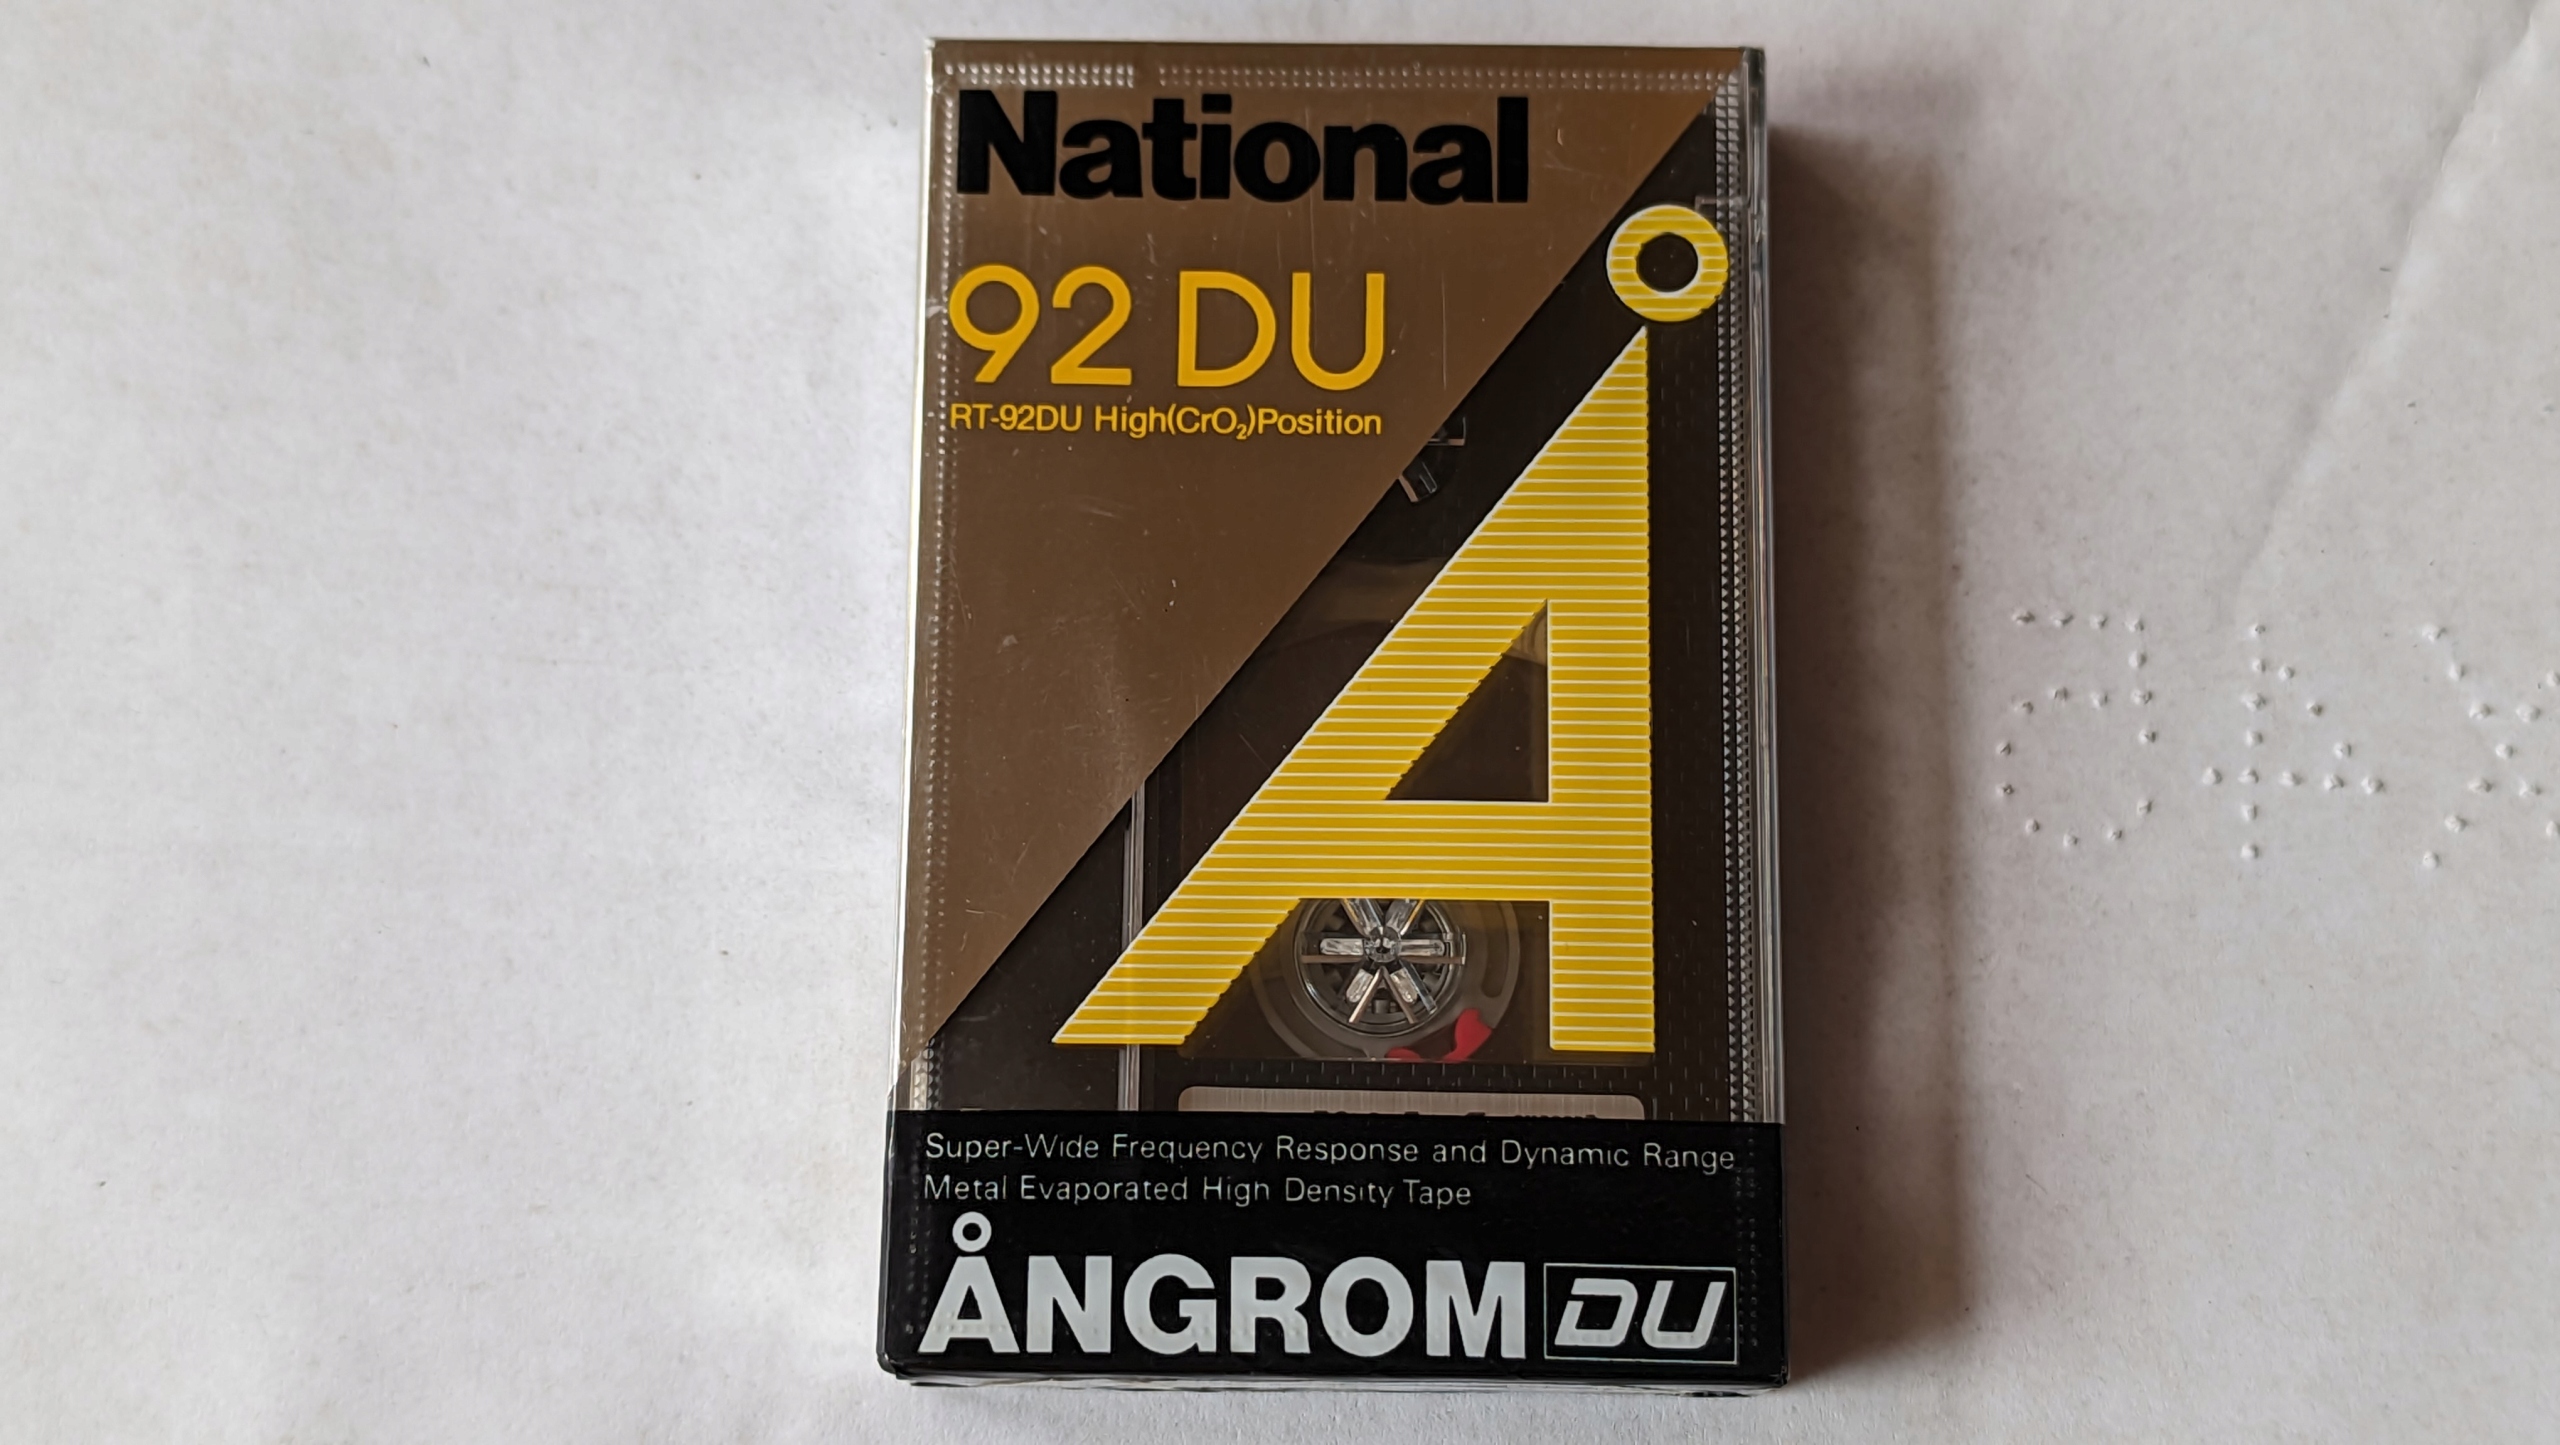 National
92 DU
RT-92DU High(CrO₂)Position
Å
Super-Wide Frequency Response and Dynamic Range
Metal Evaporated High Density Tape
ÅNGROM DU